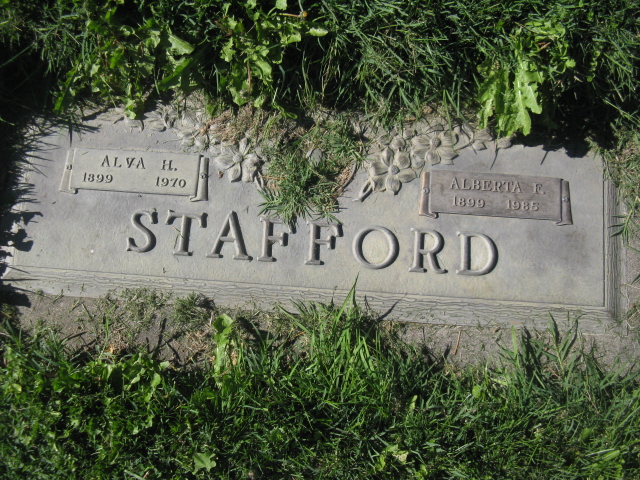 ALVA H.
1899 1970
ALBERTA F.
1899 1985
STAFFORD